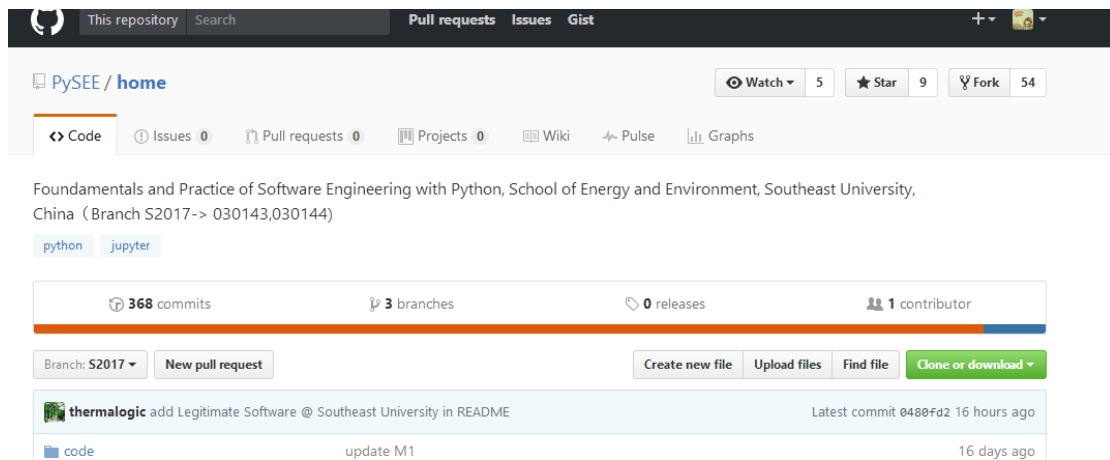 This repository Search Pull requests Issues Gist
PySEE / home Watch 5 Star 9 Fork 54
Code Issues 0 Pull requests 0 Projects 0 Wiki Pulse Graphs
Foundamentals and Practice of Software Engineering with Python, School of Energy and Environment, Southeast University,
China（Branch S2017-> 030143,030144)
python jupyter
368 commits 3 branches 0 releases 1 contributor
Branch: S2017 New pull request Create new file Upload files Find file Clone or download
thermalogic add Legitimate Software @ Southeast University in README Latest commit 0480fd2 16 hours ago
code update M1 16 days ago